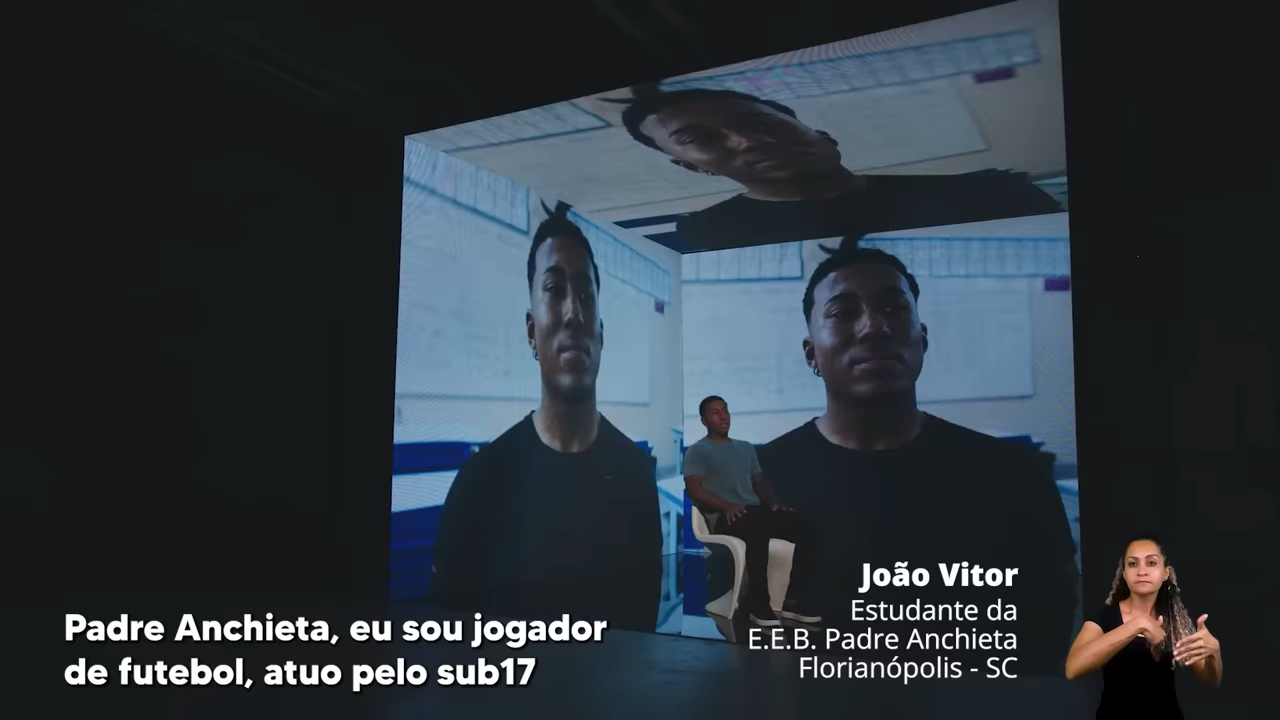 João Vitor
Estudante da
E.E.B. Padre Anchieta
Florianópolis - SC
Padre Anchieta, eu sou jogador
de futebol, atuo pelo sub17